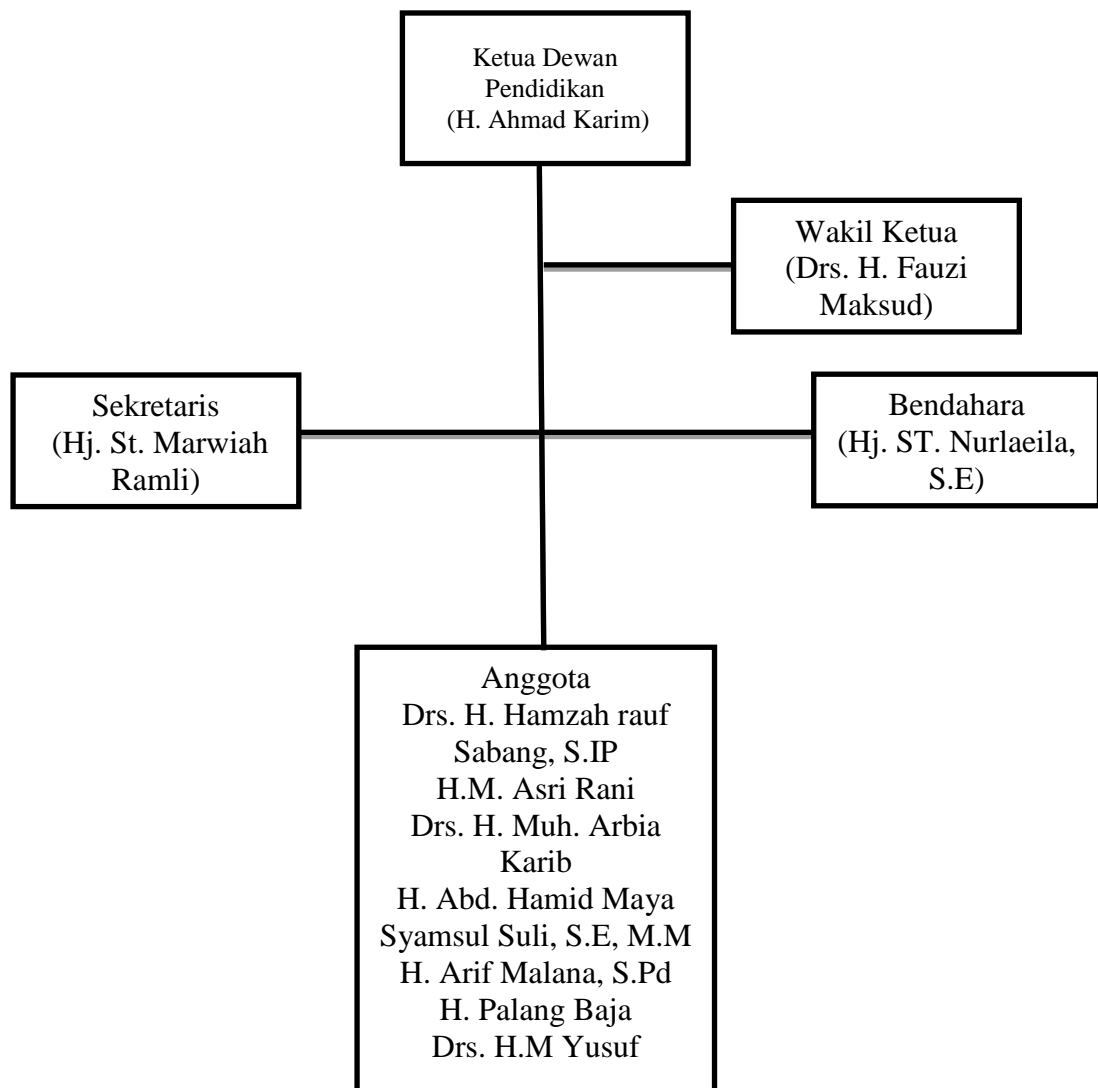 Ketua Dewan
Pendidikan
(H. Ahmad Karim)
Wakil Ketua
(Drs. H. Fauzi
Maksud)
Sekretaris
(Hj. St. Marwiah
Ramli)
Bendahara
(Hj. ST. Nurlaeila,
S.E)
Anggota
Drs. H. Hamzah rauf
Sabang, S.IP
H.M. Asri Rani
Drs. H. Muh. Arbia
Karib
H. Abd. Hamid Maya
Syamsul Suli, S.E, M.M
H. Arif Malana, S.Pd
H. Palang Baja
Drs. H.M Yusuf